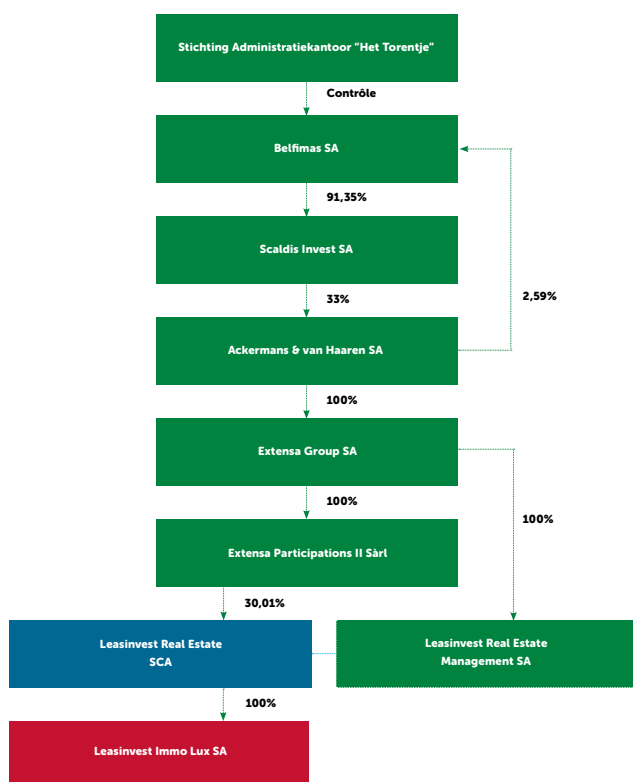 Stichting Administratiekantoor “Het Torentje”
Contrôle
Belfimas SA
91,35%
Scaldis Invest SA
33%
2,59%
Ackermans & van Haaren SA
100%
Extensa Group SA
100%
100%
Extensa Participations II Sàrl
30,01%
Leasinvest Real Estate
SCA
Leasinvest Real Estate
Management SA
100%
Leasinvest Immo Lux SA